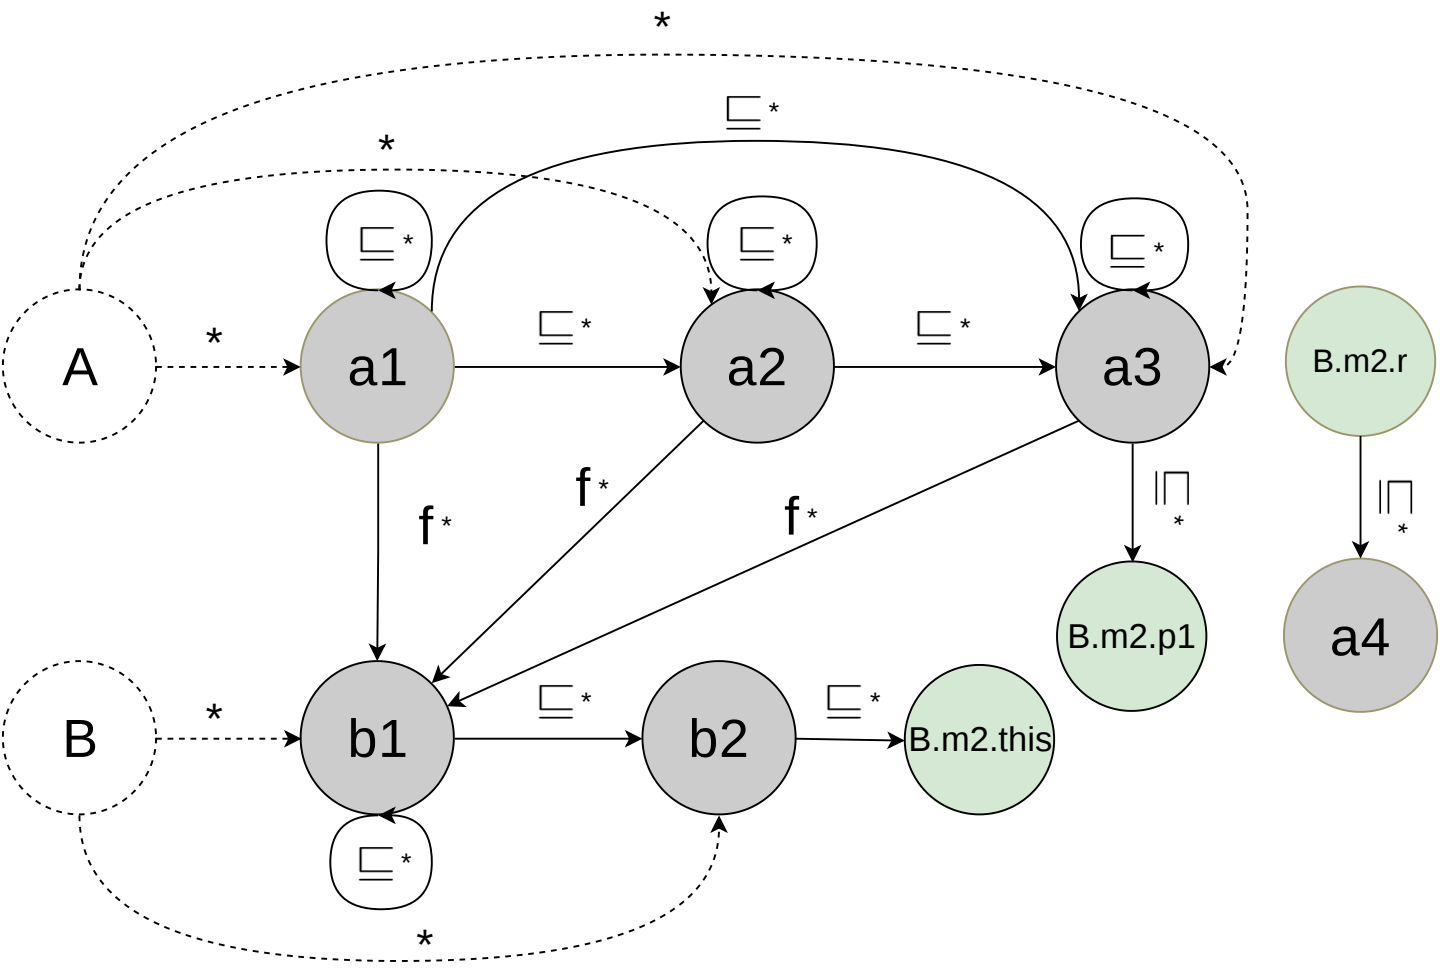 *
⊑ *
*
⊑ *
⊑ *
⊑ *
*
⊑ *
⊑ *
A
a1
a2
a3
B.m2.r
f *
f *
f *
⊑ *
⊑ *
B.m2.p1
a4
*
⊑ *
⊑ *
B
b1
b2
B.m2.this
⊑ *
*